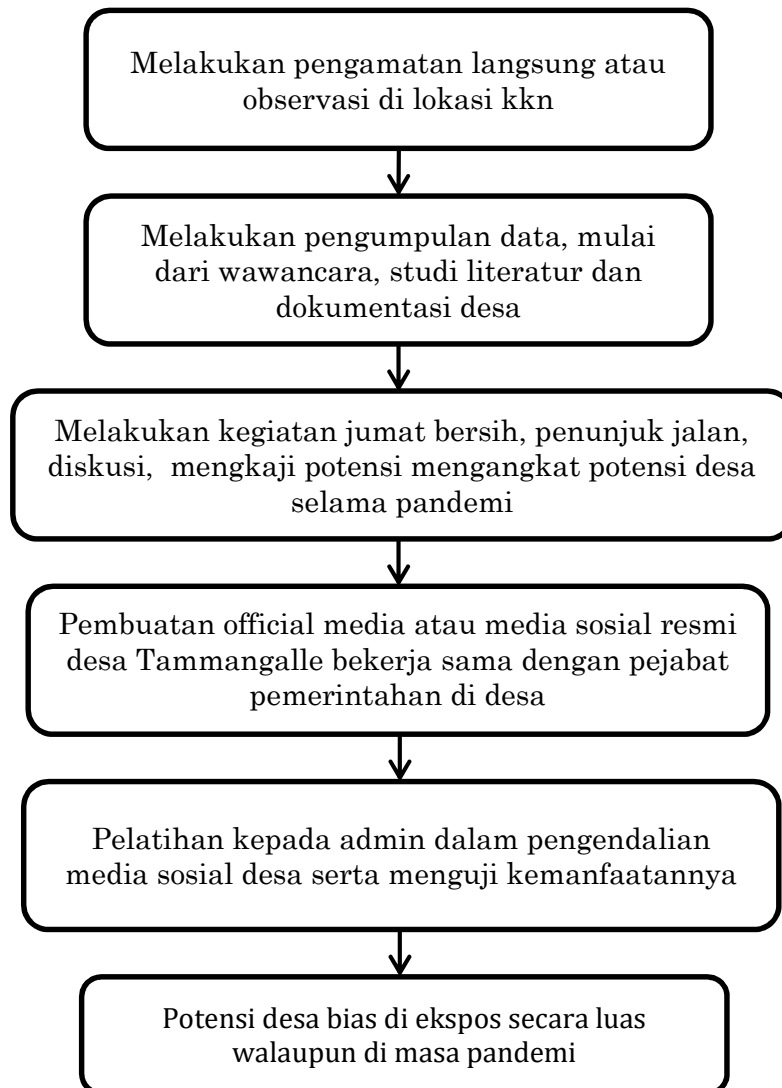 Melakukan pengamatan langsung atau
observasi di lokasi kkn
Melakukan pengumpulan data, mulai
dari wawancara, studi literatur dan
dokumentasi desa
Melakukan kegiatan jumat bersih, penunjuk jalan,
diskusi,  mengkaji potensi mengangkat potensi desa
selama pandemi
Pembuatan official media atau media sosial resmi
desa Tammangalle bekerja sama dengan pejabat
pemerintahan di desa
Pelatihan kepada admin dalam pengendalian
media sosial desa serta menguji kemanfaatannya
Potensi desa bias di ekspos secara luas
walaupun di masa pandemi